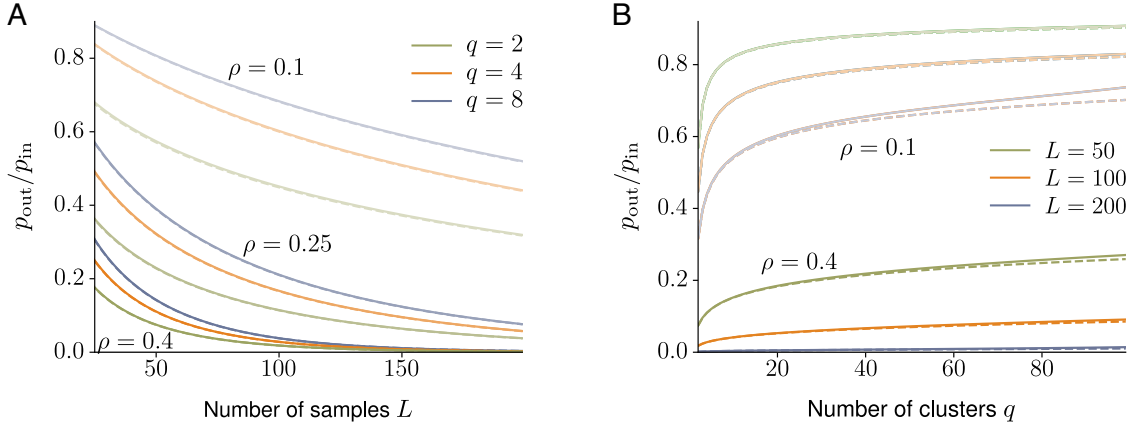 A
0.8
0.6
0.4
0.2
0.0
p_out/p_in
50
100
150
Number of samples L
ρ = 0.1
ρ = 0.25
ρ = 0.4
q = 2
q = 4
q = 8
B
0.8
0.6
0.4
0.2
0.0
p_out/p_in
20
40
60
80
Number of clusters q
ρ = 0.1
ρ = 0.4
L = 50
L = 100
L = 200